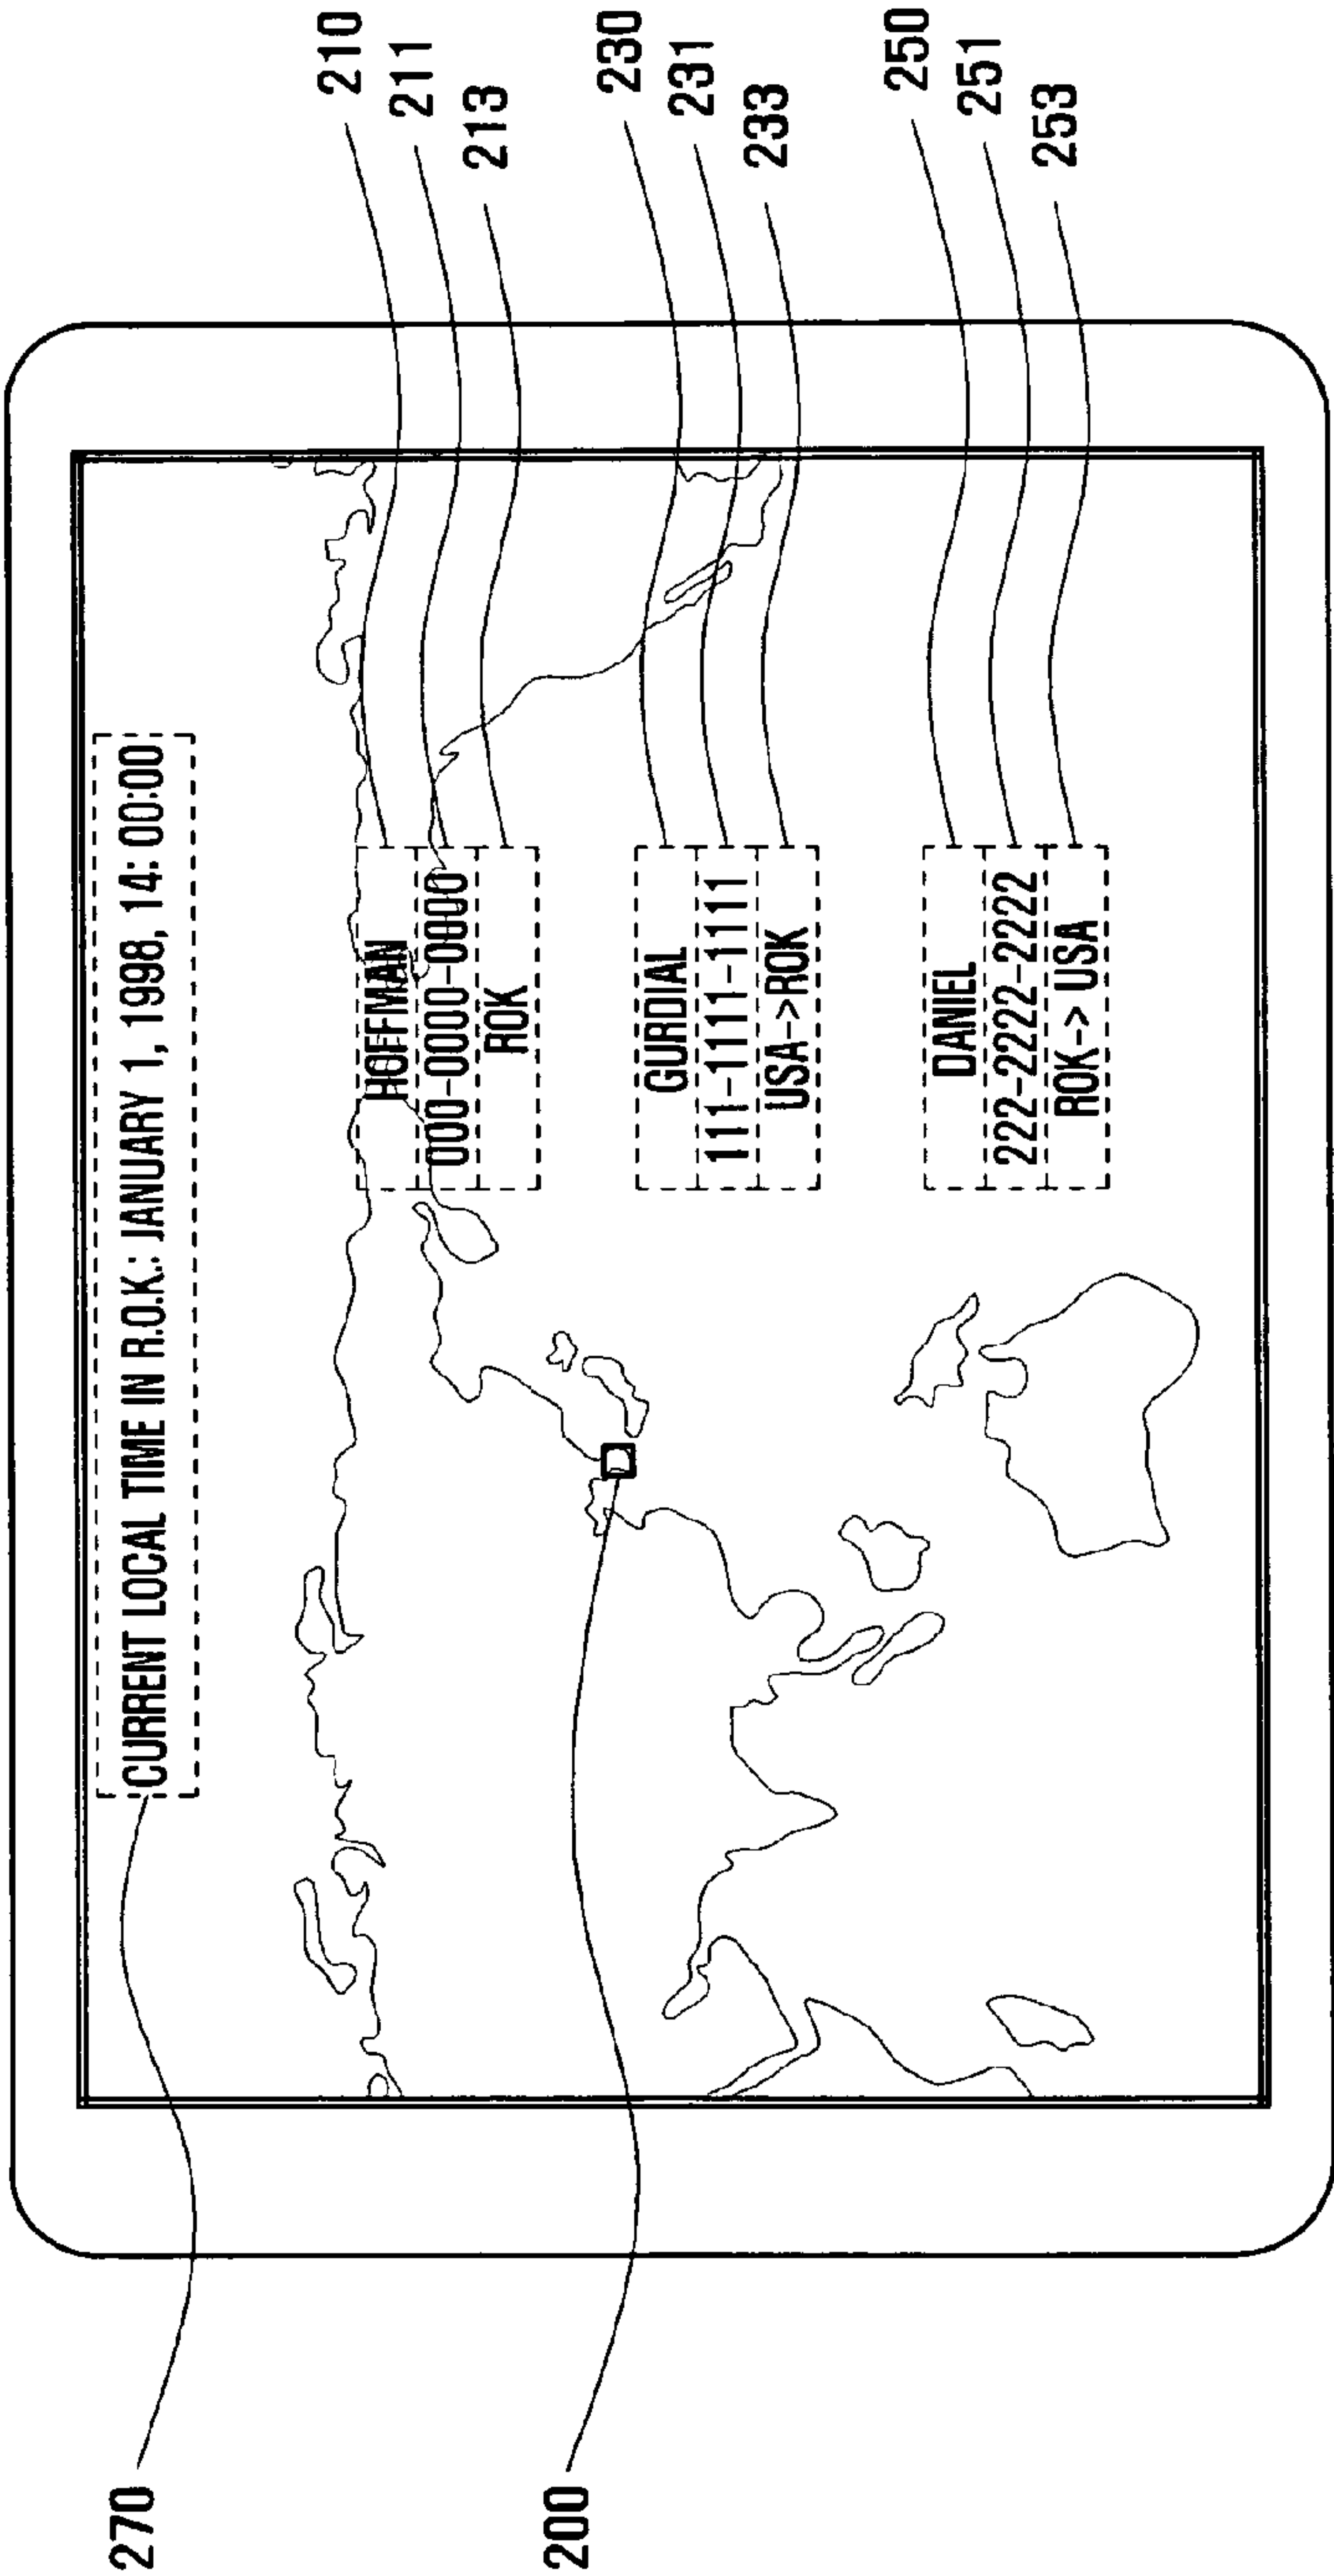 270
CURRENT LOCAL TIME IN R.O.K.: JANUARY 1, 1998, 14: 00:00
200
HOFFMAN
210
000-0000-0000
211
ROK
213
GURDIAL
230
111-1111-1111
231
USA->ROK
233
DANIEL
250
222-2222-2222
251
ROK-> USA
253